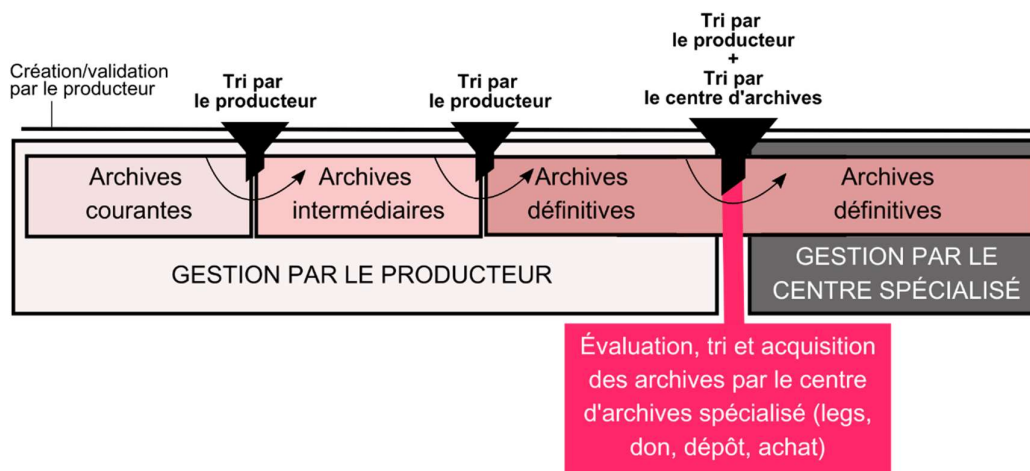 Création/validation
par le producteur
Tri par
le producteur
Tri par
le producteur
Tri par
le producteur
+
Tri par
le centre d'archives
Archives
courantes
Archives
intermédiaires
Archives
définitives
Archives
définitives
GESTION PAR LE PRODUCTEUR
GESTION PAR LE
CENTRE SPÉCIALISÉ
Évaluation, tri et acquisition
des archives par le centre
d'archives spécialisé (legs,
don, dépôt, achat)